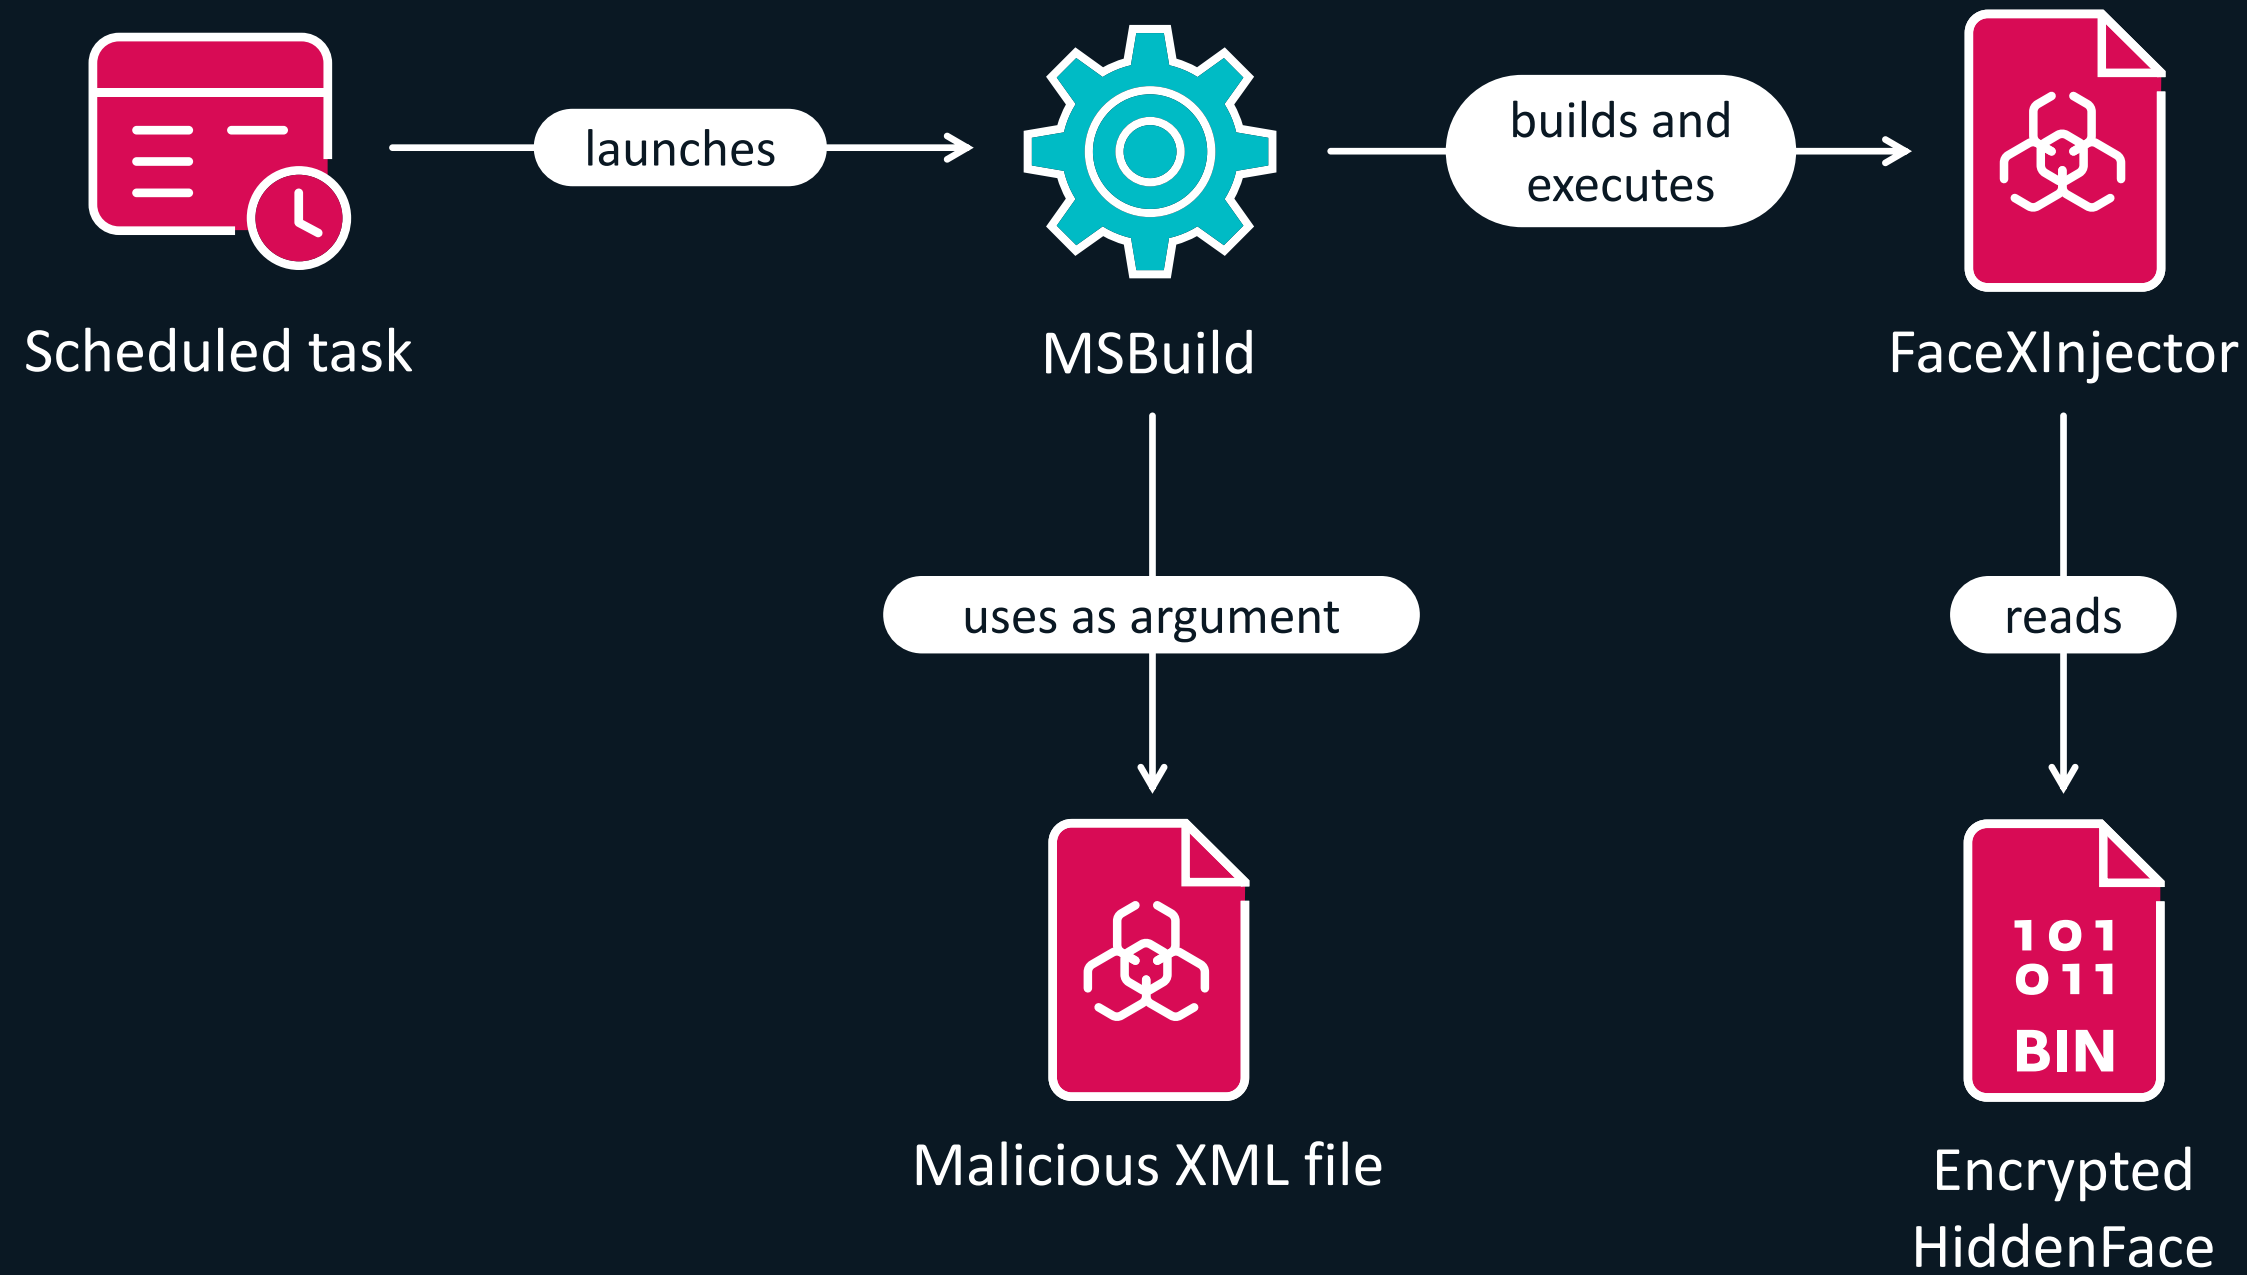 launches
builds and
executes
Scheduled task
MSBuild
FaceXInjector
uses as argument
reads
101
011
BIN
Malicious XML file
Encrypted
HiddenFace